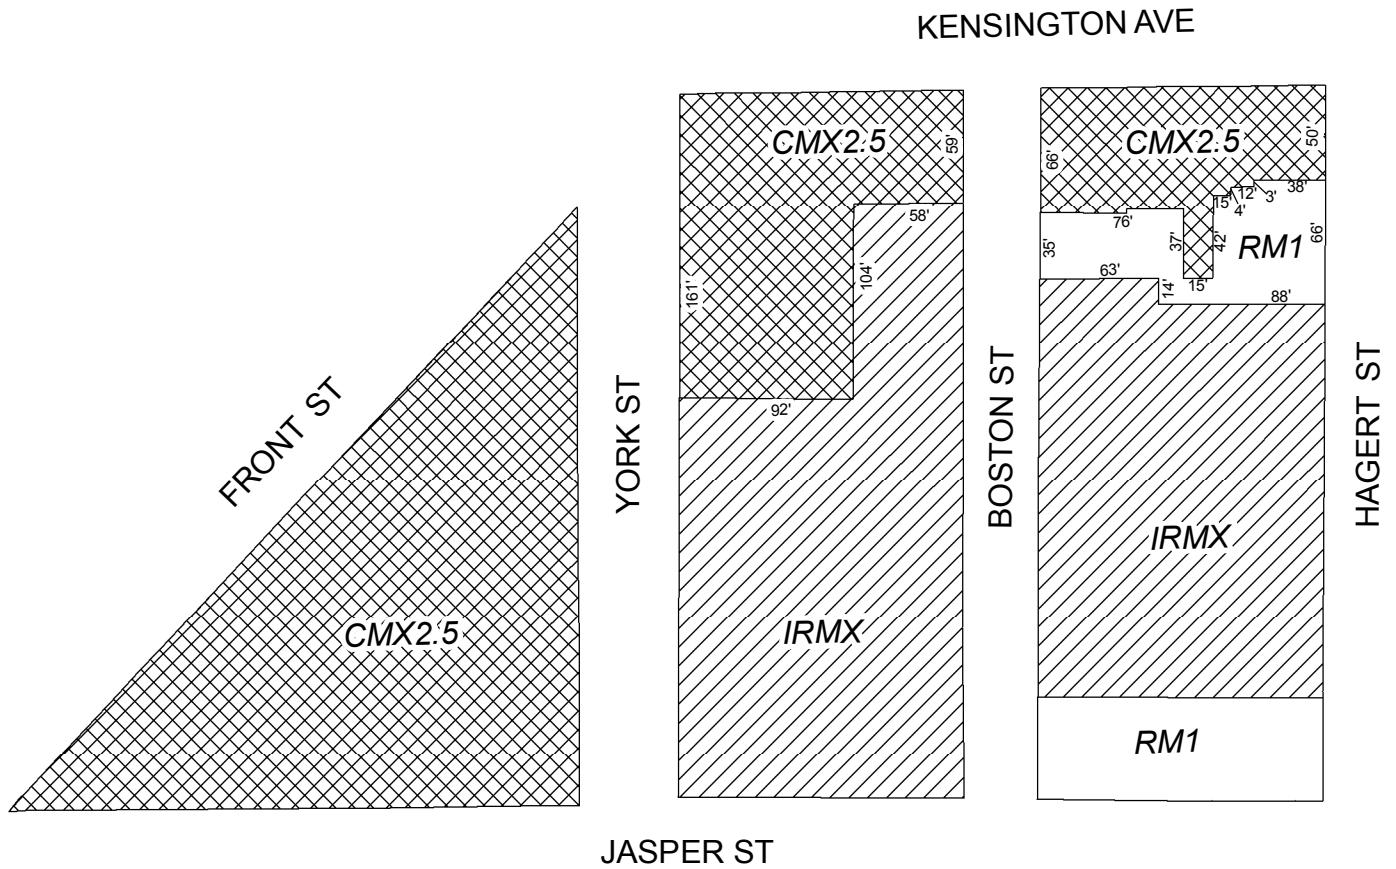 KENSINGTON AVE
CMX2.5
59'
58'
161'
104'
92'
IRMX
CMX2.5
66'
50'
38'
3'
12'
4'
15'
76'
37'
42'
35'
63'
14'
15'
88'
66'
RM1
IRMX
RM1
FRONT ST
CMX2.5
YORK ST
BOSTON ST
HAGERT ST
JASPER ST